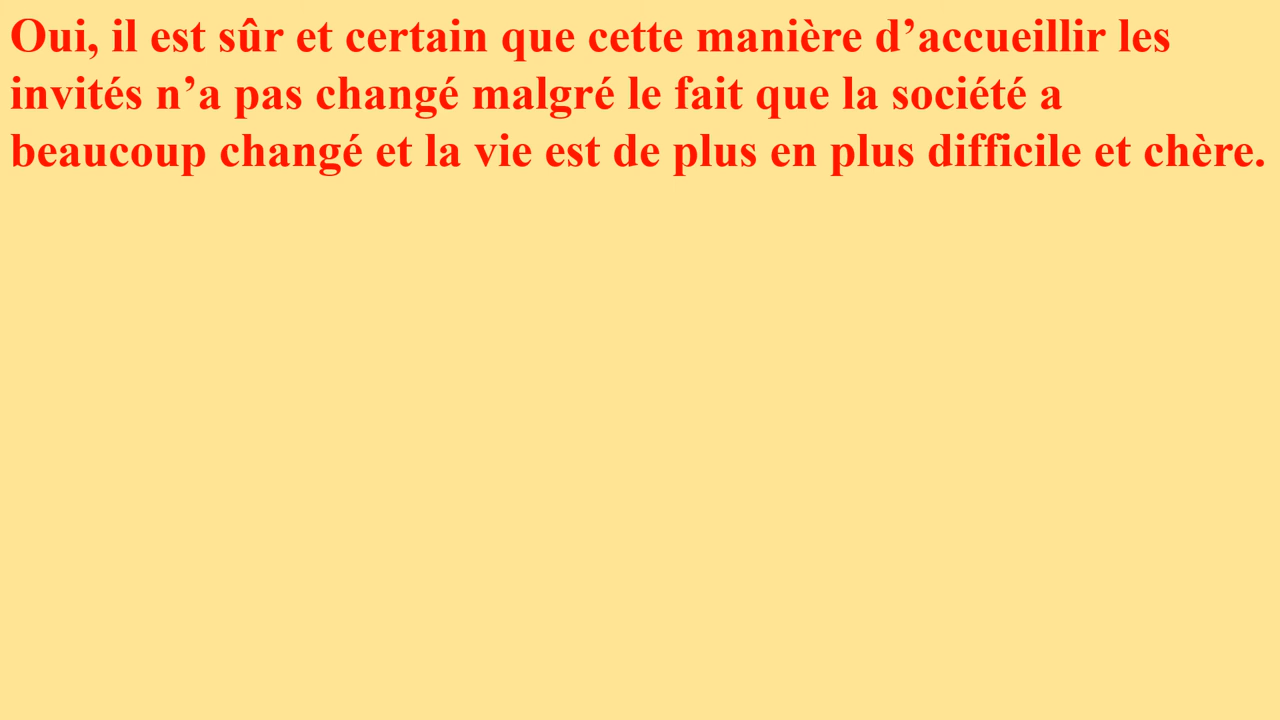 Oui, il est sûr et certain que cette manière d’accueillir les
invités n’a pas changé malgré le fait que la société a
beaucoup changé et la vie est de plus en plus difficile et chère.